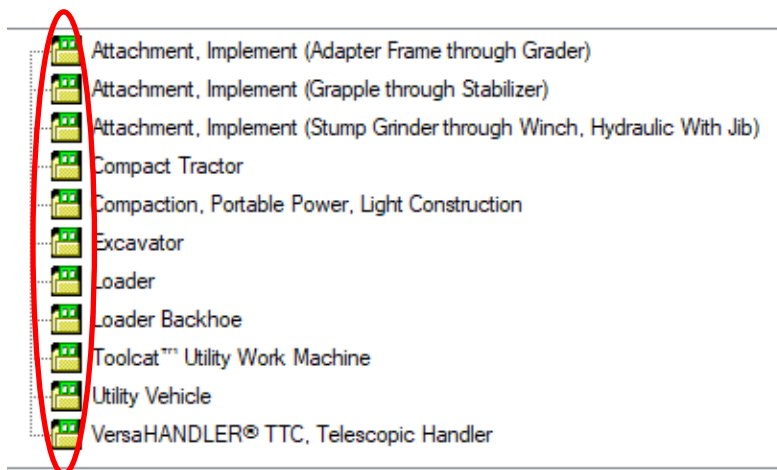 Attachment, Implement (Adapter Frame through Grader)
Attachment, Implement (Grapple through Stabilizer)
Attachment, Implement (Stump Grinder through Winch, Hydraulic With Jib)
Compact Tractor
Compaction, Portable Power, Light Construction
Excavator
Loader
Loader Backhoe
Toolcat™ Utility Work Machine
Utility Vehicle
VersaHANDLER® TTC, Telescopic Handler